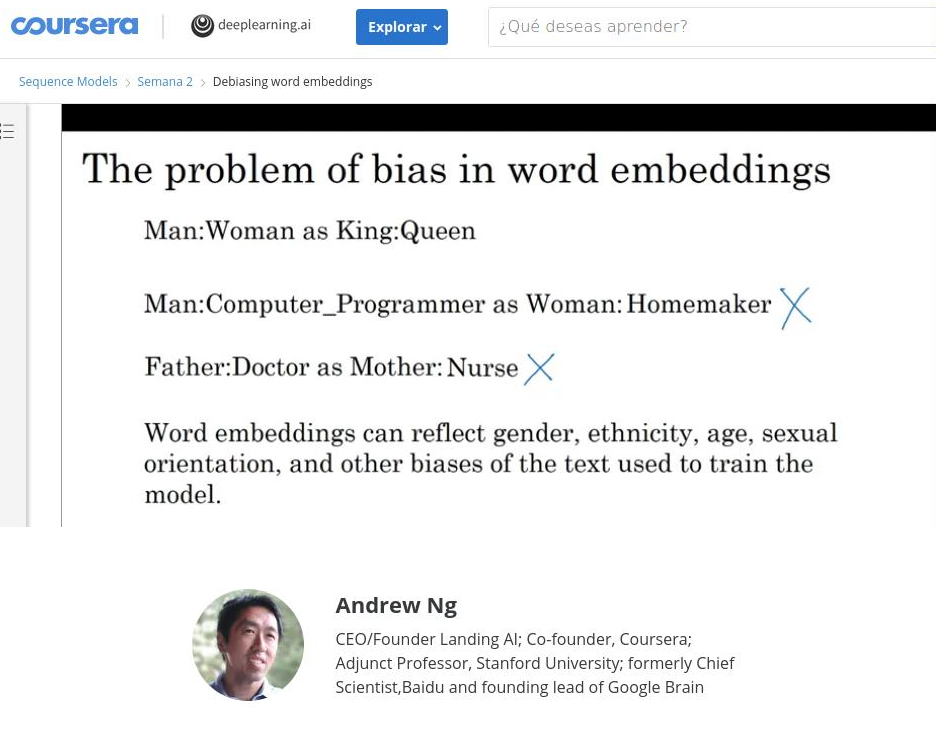 coursera deeplearning.ai Explorar ¿Qué deseas aprender?
Sequence Models > Semana 2 > Debiasing word embeddings
The problem of bias in word embeddings
Man:Woman as King:Queen
Man:Computer_Programmer as Woman:Homemaker X
Father:Doctor as Mother:Nurse X
Word embeddings can reflect gender, ethnicity, age, sexual
orientation, and other biases of the text used to train the
model.
Andrew Ng
CEO/Founder Landing AI; Co-founder, Coursera;
Adjunct Professor, Stanford University; formerly Chief
Scientist,Baidu and founding lead of Google Brain